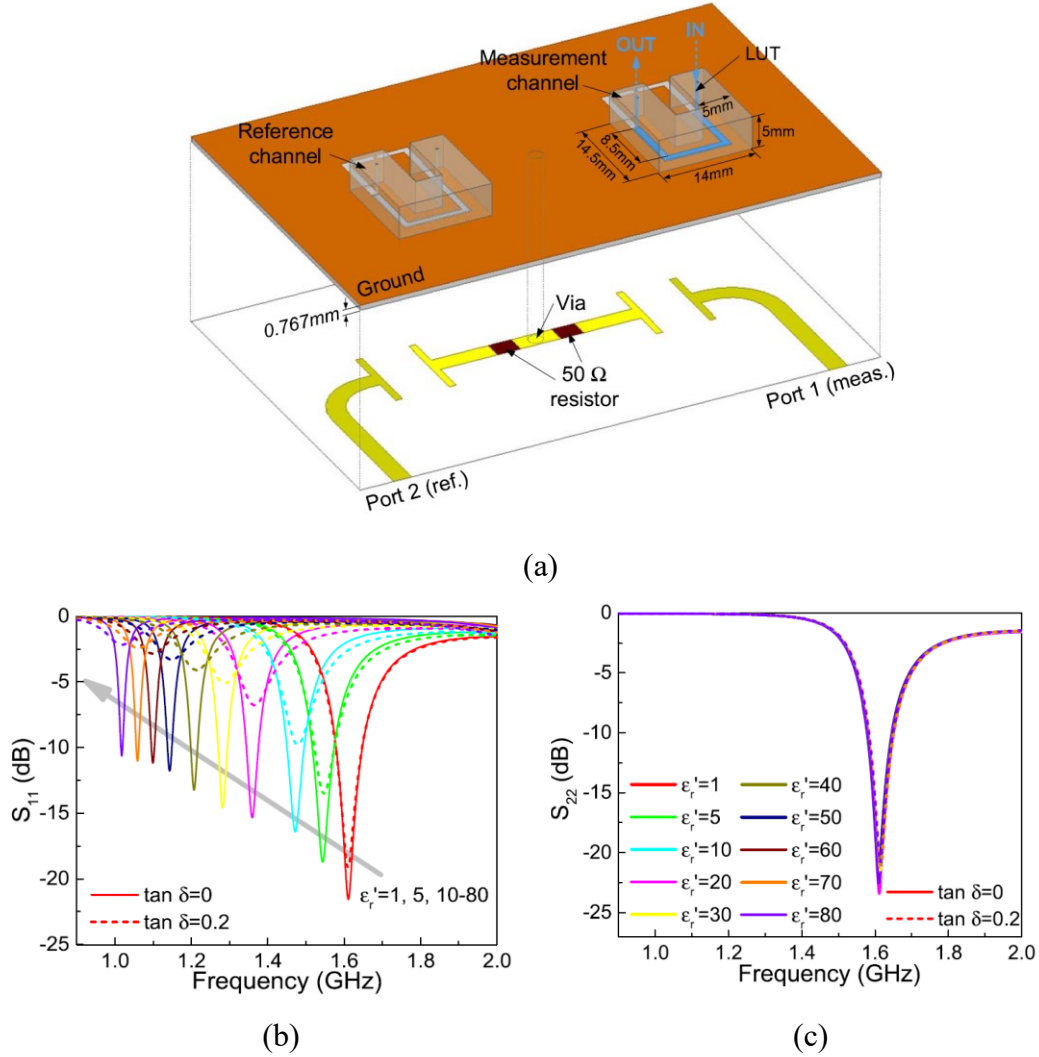 OUT
IN
Measurement
channel
LUT
5mm
5mm
8.5mm
14.5mm
14mm
Reference
channel
Ground
0.767mm
Via
50 Ω
resistor
Port 1 (meas.)
Port 2 (ref.)
(a)
0
-5
-10
-15
-20
-25
S11 (dB)
tan δ=0
tan δ=0.2
εr'=1, 5, 10-80
1.0 1.2 1.4 1.6 1.8 2.0
Frequency (GHz)
(b)
0
-5
-10
-15
-20
-25
S22 (dB)
εr'=1
εr'=5
εr'=10
εr'=20
εr'=30
εr'=40
εr'=50
εr'=60
εr'=70
εr'=80
tan δ=0
tan δ=0.2
1.0 1.2 1.4 1.6 1.8 2.0
Frequency (GHz)
(c)